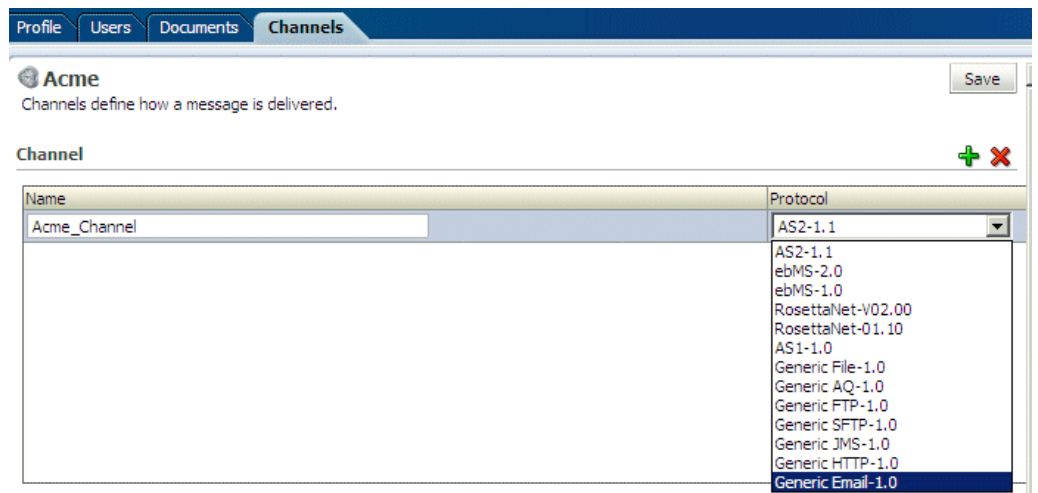 Profile Users Documents Channels
Acme Save
Channels define how a message is delivered.
Channel
Name Protocol
Acme_Channel AS2-1.1
AS2-1.1
ebMS-2.0
ebMS-1.0
RosettaNet-V02.00
RosettaNet-01.10
AS1-1.0
Generic File-1.0
Generic AQ-1.0
Generic FTP-1.0
Generic SFTP-1.0
Generic JMS-1.0
Generic HTTP-1.0
Generic Email-1.0